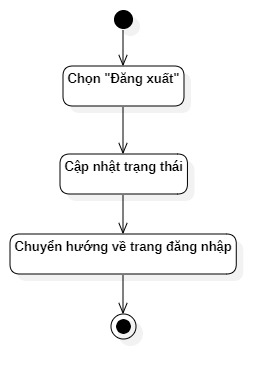 Chọn "Đăng xuất"
Cập nhật trạng thái
Chuyển hướng về trang đăng nhập